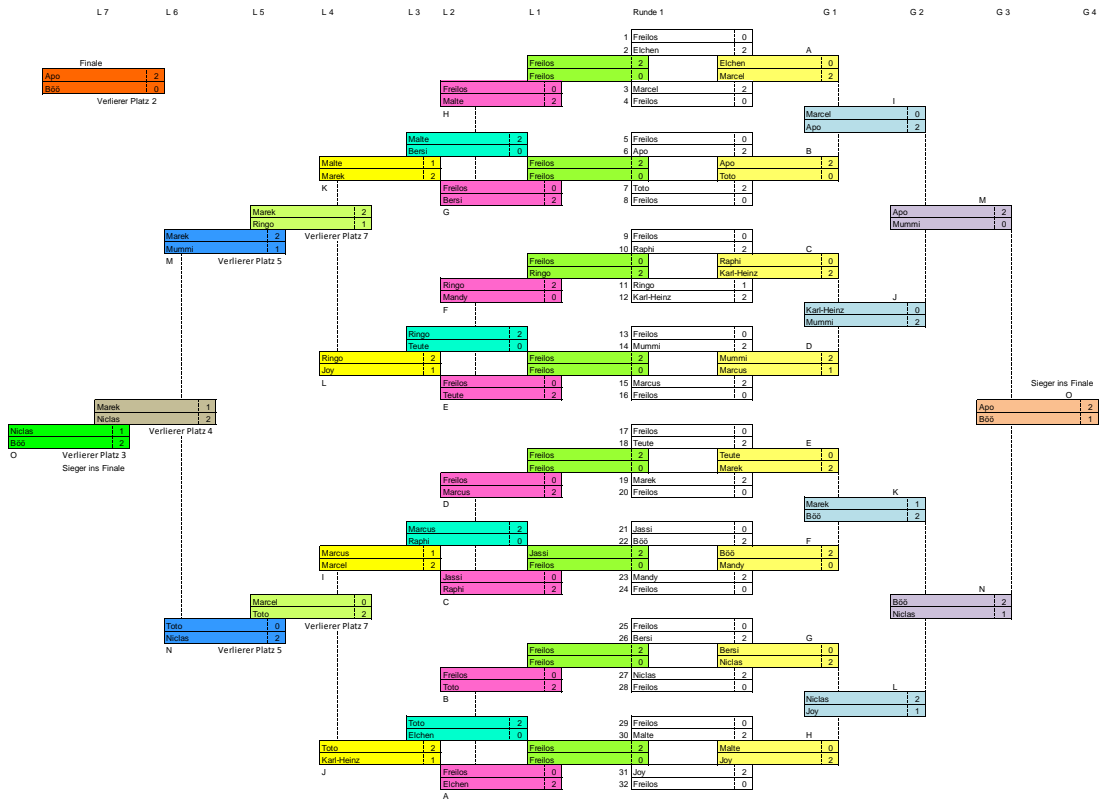 L 7 L 6 L 5 L 4 L 3 L 2 L 1 Runde 1 G 1 G 2 G 3 G 4
1 Freilos 0
2 Elchen 2 A
Finale Freilos 2 Elchen 0
Apo 2 Freilos 0 Marcel 2
Böö 0 Freilos 0 3 Marcel 2
Verlierer Platz 2 Malte 2 4 Freilos 0 I
H Marcel 0
Apo 2
Malte 2 5 Freilos 0
Bersi 0 6 Apo 2 B
Malte 1 Freilos 2 Apo 2
Marek 2 Freilos 0 Toto 0
K Freilos 0 7 Toto 2
Bersi 2 8 Freilos 0 M
Marek 2 G Apo 2
Ringo 1 Mummi 0
Marek 2 Verlierer Platz 7 9 Freilos 0
Mummi 1 10 Raphi 2 C
M Verlierer Platz 5 Freilos 0 Raphi 0
Ringo 2 Karl-Heinz 2
Ringo 2 11 Ringo 1
Mandy 0 12 Karl-Heinz 2 J
F Karl-Heinz 0
Mummi 2
Ringo 2 13 Freilos 0
Teute 0 14 Mummi 2 D
Ringo 2 Freilos 2 Mummi 2
Joy 1 Freilos 0 Marcus 1
L Freilos 0 15 Marcus 2 Sieger ins Finale
Teute 2 16 Freilos 0 O
Marek 1 E Apo 2
Niclas 2 Böö 1
Niclas 1 Verlierer Platz 4 17 Freilos 0
Böö 2 18 Teute 2 E
O Verlierer Platz 3 Freilos 2 Teute 0
Sieger ins Finale Freilos 0 Marek 2
Freilos 0 19 Marek 2
Marcus 2 20 Freilos 0 K
D Marek 1
Böö 2
Marcus 2 21 Jassi 0
Raphi 0 22 Böö 2 F
Marcus 1 Jassi 2 Böö 2
Marcel 2 Freilos 0 Mandy 0
I Jassi 0 23 Mandy 2
Raphi 2 24 Freilos 0 N
Marcel 0 C Böö 2
Toto 2 Niclas 1
Toto 0 Verlierer Platz 7 25 Freilos 0
Niclas 2 26 Bersi 2 G
N Verlierer Platz 5 Freilos 2 Bersi 0
Freilos 0 Niclas 2
Freilos 0 27 Niclas 2
Toto 2 28 Freilos 0 L
B Niclas 2
Joy 1
Toto 2 29 Freilos 0
Elchen 0 30 Malte 2 H
Toto 2 Freilos 2 Malte 0
Karl-Heinz 1 Freilos 0 Joy 2
J Freilos 0 31 Joy 2
Elchen 2 32 Freilos 0
A